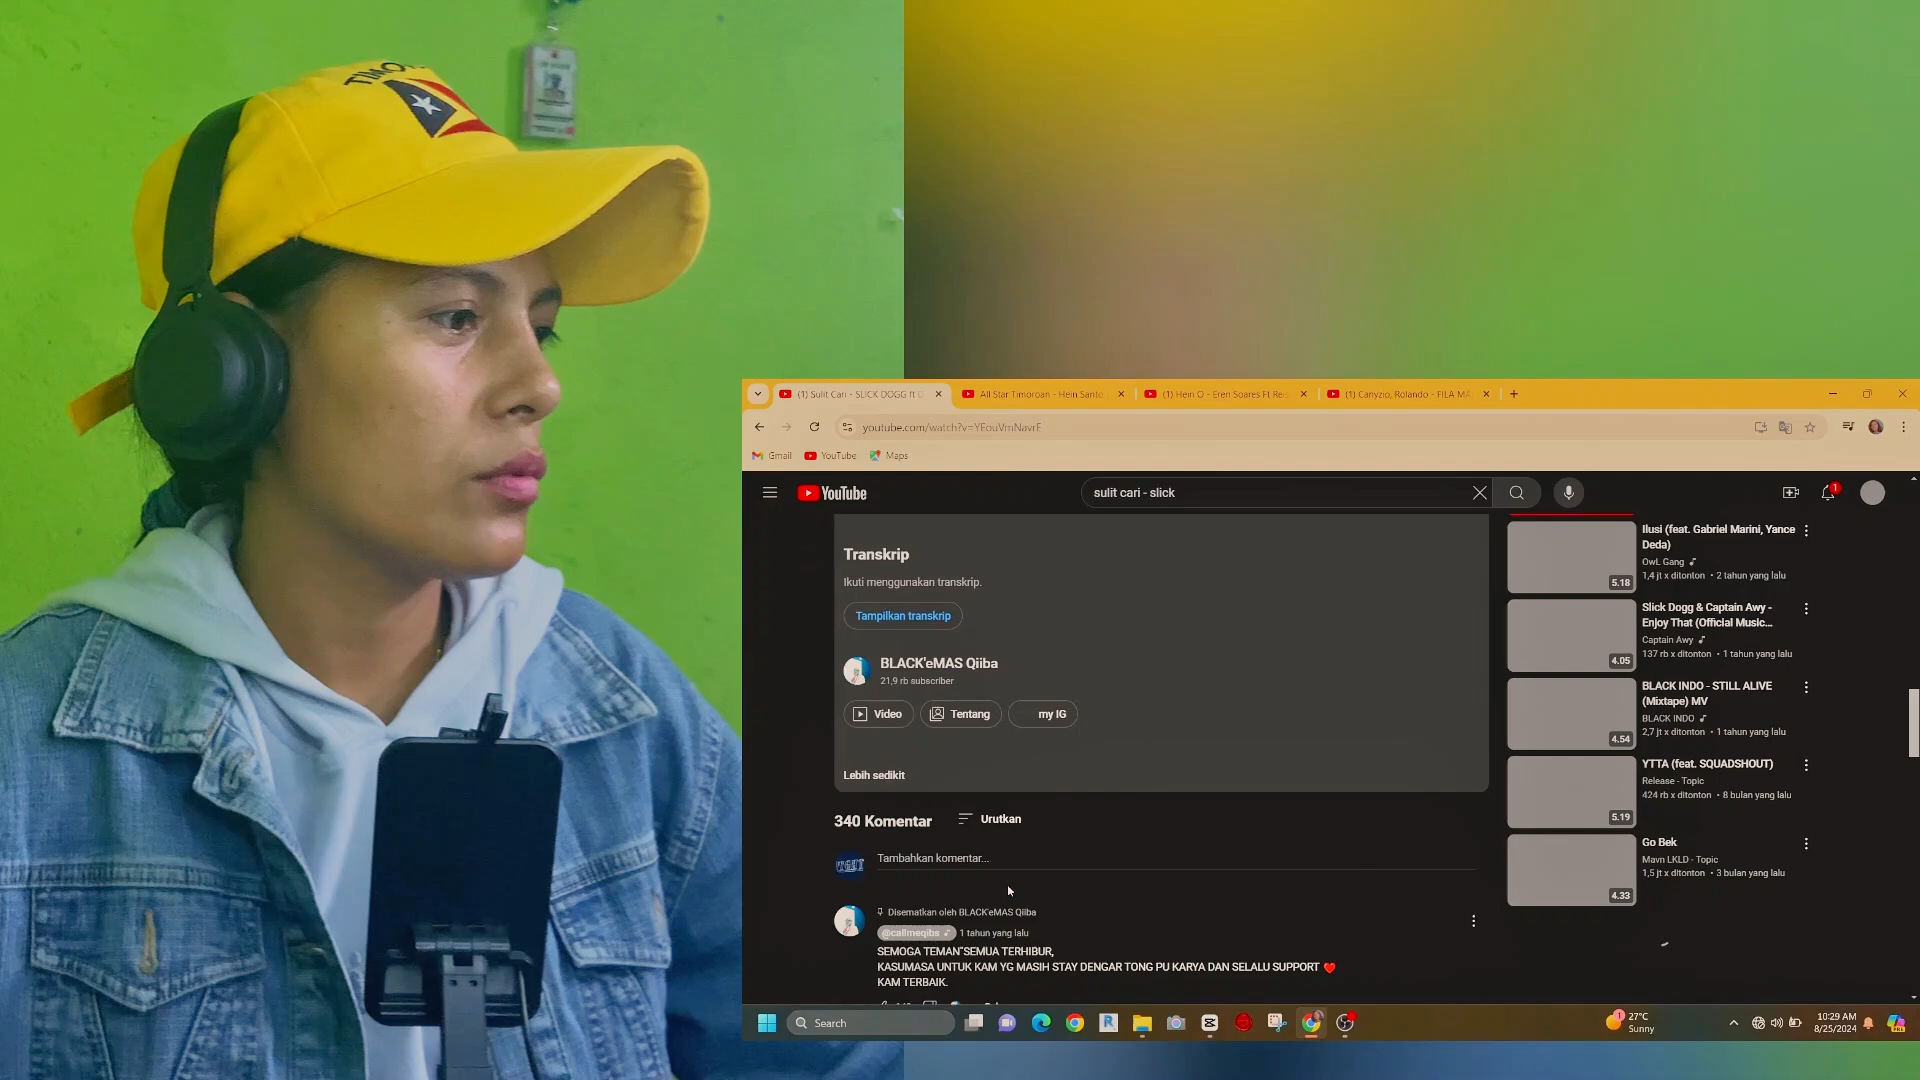 TIMO
(1) Sulit Cari - SLICK DOGG ft D
All Star Timoroan - Hein Santo
(1) Hein O - Eren Soares Ft Rei
(1) Canyzio, Rolando - FILA MA
youtube.com/watch?v=YEouVmNavrE
Gmail
YouTube
Maps
YouTube
sulit cari - slick
1
Transkrip
Ikuti menggunakan transkrip.
Tampilkan transkrip
BLACK'eMAS Qiiba
21,9 rb subscriber
Video
Tentang
my IG
Lebih sedikit
340 Komentar
Urutkan
Tambahkan komentar...
Disematkan oleh BLACK'eMAS Qiiba
@callmeqibs
1 tahun yang lalu
SEMOGA TEMAN"SEMUA TERHIBUR,
KASUMASA UNTUK KAM YG MASIH STAY DENGAR TONG PU KARYA DAN SELALU SUPPORT ❤️
KAM TERBAIK.
Ilusi (feat. Gabriel Marini, Yance
Deda)
OwL Gang
1,4 jt x ditonton • 2 tahun yang lalu
5.18
Slick Dogg & Captain Awy -
Enjoy That (Official Music...
Captain Awy
137 rb x ditonton • 1 tahun yang lalu
4.05
BLACK INDO - STILL ALIVE
(Mixtape) MV
BLACK INDO
2,7 jt x ditonton • 1 tahun yang lalu
4.54
YTTA (feat. SQUADSHOUT)
Release - Topic
424 rb x ditonton • 8 bulan yang lalu
5.19
Go Bek
Mavn LKLD - Topic
1,5 jt x ditonton • 3 bulan yang lalu
4.33
Search
1
27°C
Sunny
10:29 AM
8/25/2024